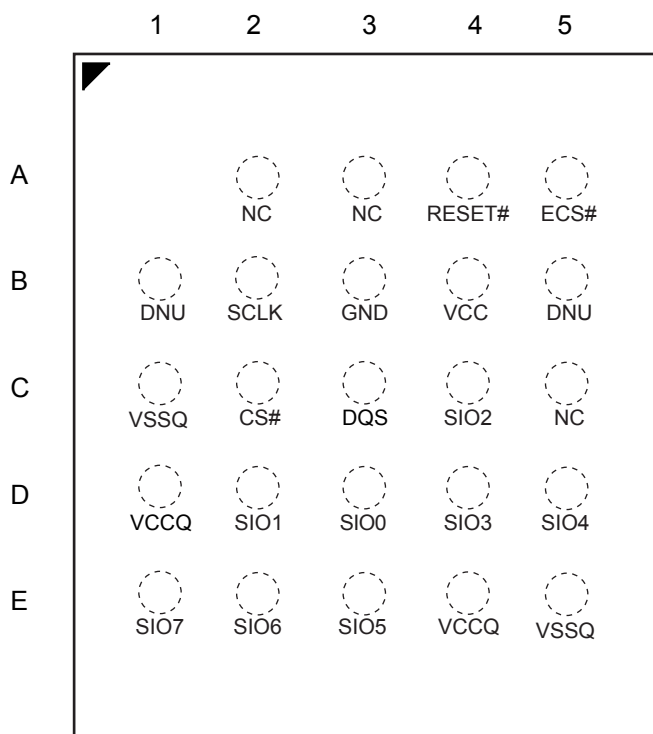 1 2 3 4 5
A
NC NC RESET# ECS#
B
DNU SCLK GND VCC DNU
C
VSSQ CS# DQS SIO2 NC
D
VCCQ SIO1 SIO0 SIO3 SIO4
E
SIO7 SIO6 SIO5 VCCQ VSSQ